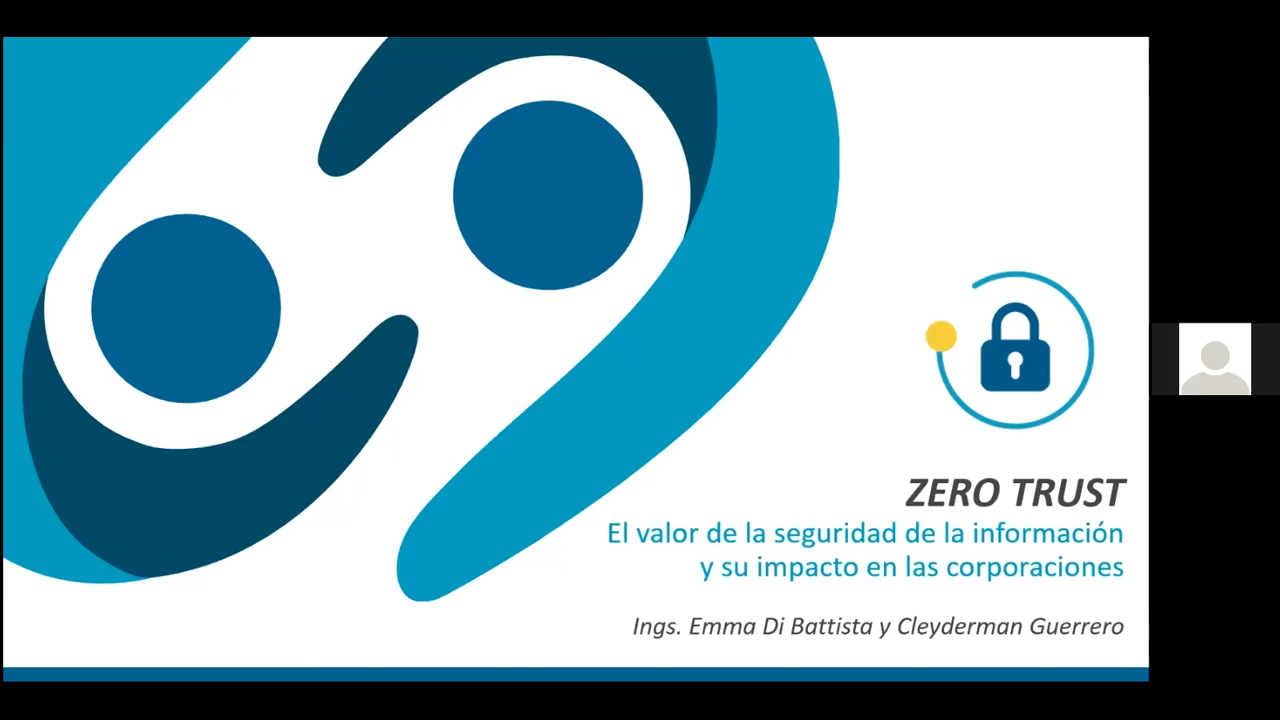 ZERO TRUST
El valor de la seguridad de la información
y su impacto en las corporaciones
Ings. Emma Di Battista y Cleyderman Guerrero